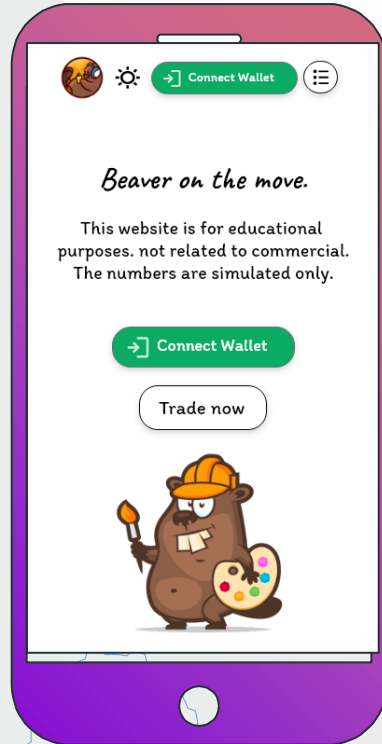 Connect Wallet
Beaver on the move.
This website is for educational
purposes. not related to commercial.
The numbers are simulated only.
Connect Wallet
Trade now